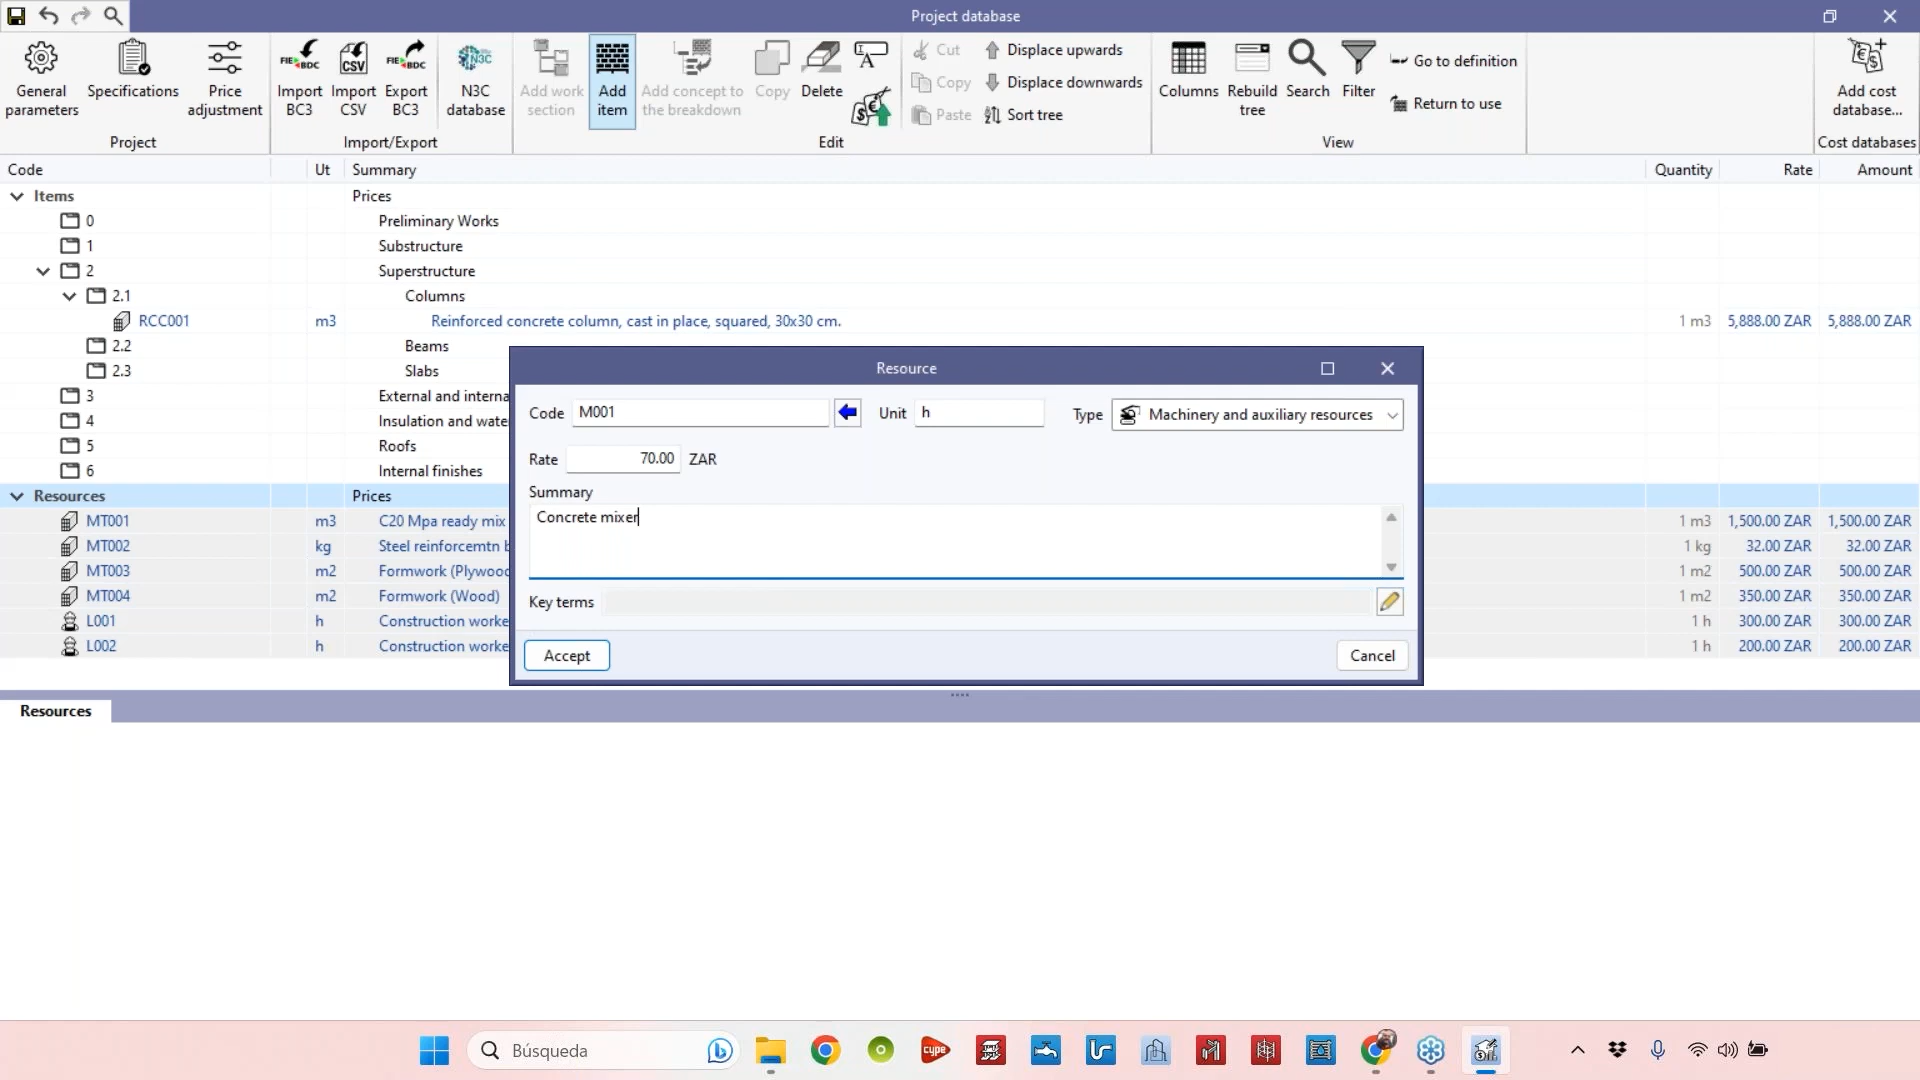 Project database
General parameters
Specifications
Price adjustment
Project
FIE BDC
Import BC3
CSV
Import CSV
FIE BDC
Export BC3
N3C
N3C database
Import/Export
Add work section
Add item
Add concept to the breakdown
Copy
Delete
Cut
Copy
Paste
Displace upwards
Displace downwards
Sort tree
Edit
Columns
Rebuild tree
Search
Filter
Go to definition
Return to use
View
Add cost database...
Cost databases
Code Ut Summary Quantity Rate Amount
Items Prices
0 Preliminary Works
1 Substructure
2 Superstructure
2.1 Columns
RCC001 m3 Reinforced concrete column, cast in place, squared, 30x30 cm. 1 m3 5,888.00 ZAR 5,888.00 ZAR
2.2 Beams
2.3 Slabs
3 External and interna
4 Insulation and wate
5 Roofs
6 Internal finishes
Resources Prices
MT001 m3 C20 Mpa ready mix 1 m3 1,500.00 ZAR 1,500.00 ZAR
MT002 kg Steel reinforcemtn b 1 kg 32.00 ZAR 32.00 ZAR
MT003 m2 Formwork (Plywood 1 m2 500.00 ZAR 500.00 ZAR
MT004 m2 Formwork (Wood) 1 m2 350.00 ZAR 350.00 ZAR
L001 h Construction worke 1 h 300.00 ZAR 300.00 ZAR
L002 h Construction worke 1 h 200.00 ZAR 200.00 ZAR
Resource
Code M001 Unit h Type Machinery and auxiliary resources
Rate 70.00 ZAR
Summary
Concrete mixer
Key terms
Accept Cancel
Resources
Búsqueda
cype